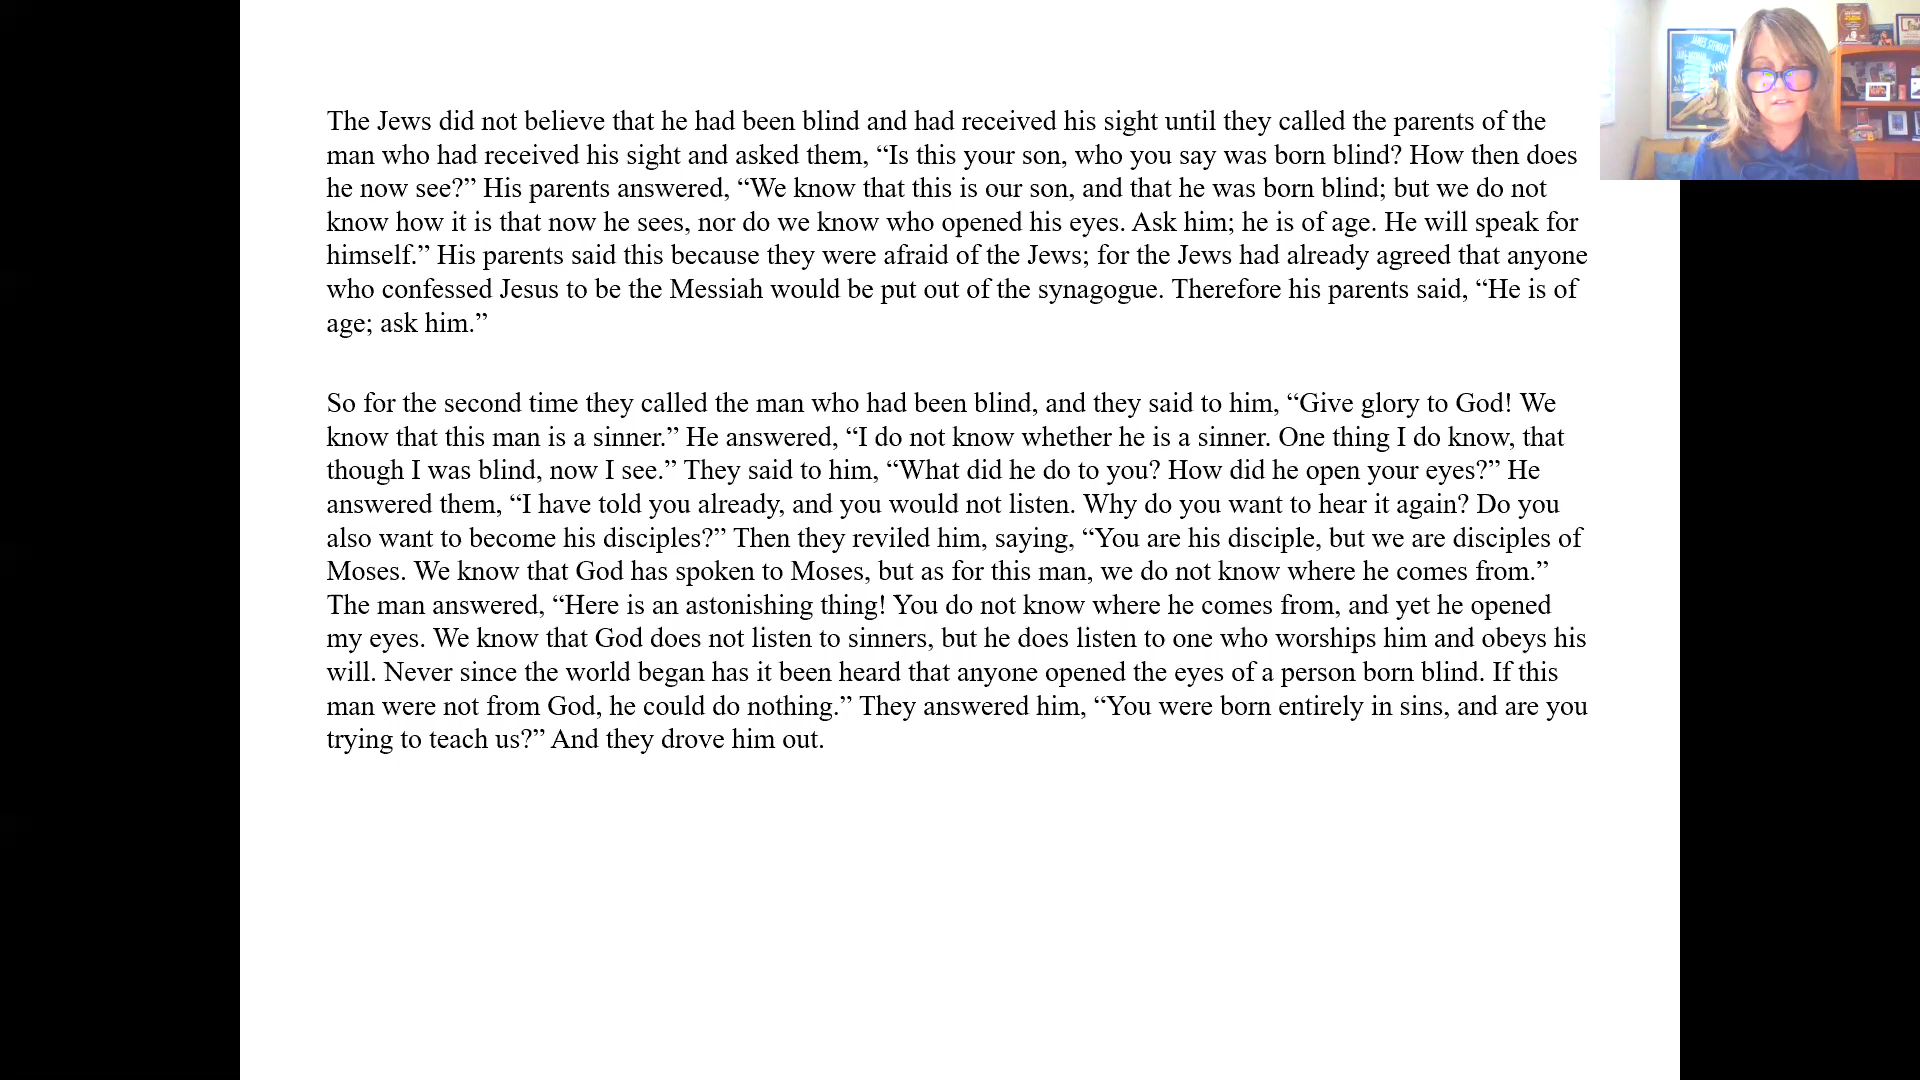 The Jews did not believe that he had been blind and had received his sight until they called the parents of the
man who had received his sight and asked them, “Is this your son, who you say was born blind? How then does
he now see?” His parents answered, “We know that this is our son, and that he was born blind; but we do not
know how it is that now he sees, nor do we know who opened his eyes. Ask him; he is of age. He will speak for
himself.” His parents said this because they were afraid of the Jews; for the Jews had already agreed that anyone
who confessed Jesus to be the Messiah would be put out of the synagogue. Therefore his parents said, “He is of
age; ask him.”
So for the second time they called the man who had been blind, and they said to him, “Give glory to God! We
know that this man is a sinner.” He answered, “I do not know whether he is a sinner. One thing I do know, that
though I was blind, now I see.” They said to him, “What did he do to you? How did he open your eyes?” He
answered them, “I have told you already, and you would not listen. Why do you want to hear it again? Do you
also want to become his disciples?” Then they reviled him, saying, “You are his disciple, but we are disciples of
Moses. We know that God has spoken to Moses, but as for this man, we do not know where he comes from.”
The man answered, “Here is an astonishing thing! You do not know where he comes from, and yet he opened
my eyes. We know that God does not listen to sinners, but he does listen to one who worships him and obeys his
will. Never since the world began has it been heard that anyone opened the eyes of a person born blind. If this
man were not from God, he could do nothing.” They answered him, “You were born entirely in sins, and are you
trying to teach us?” And they drove him out.
JAMES STEWART